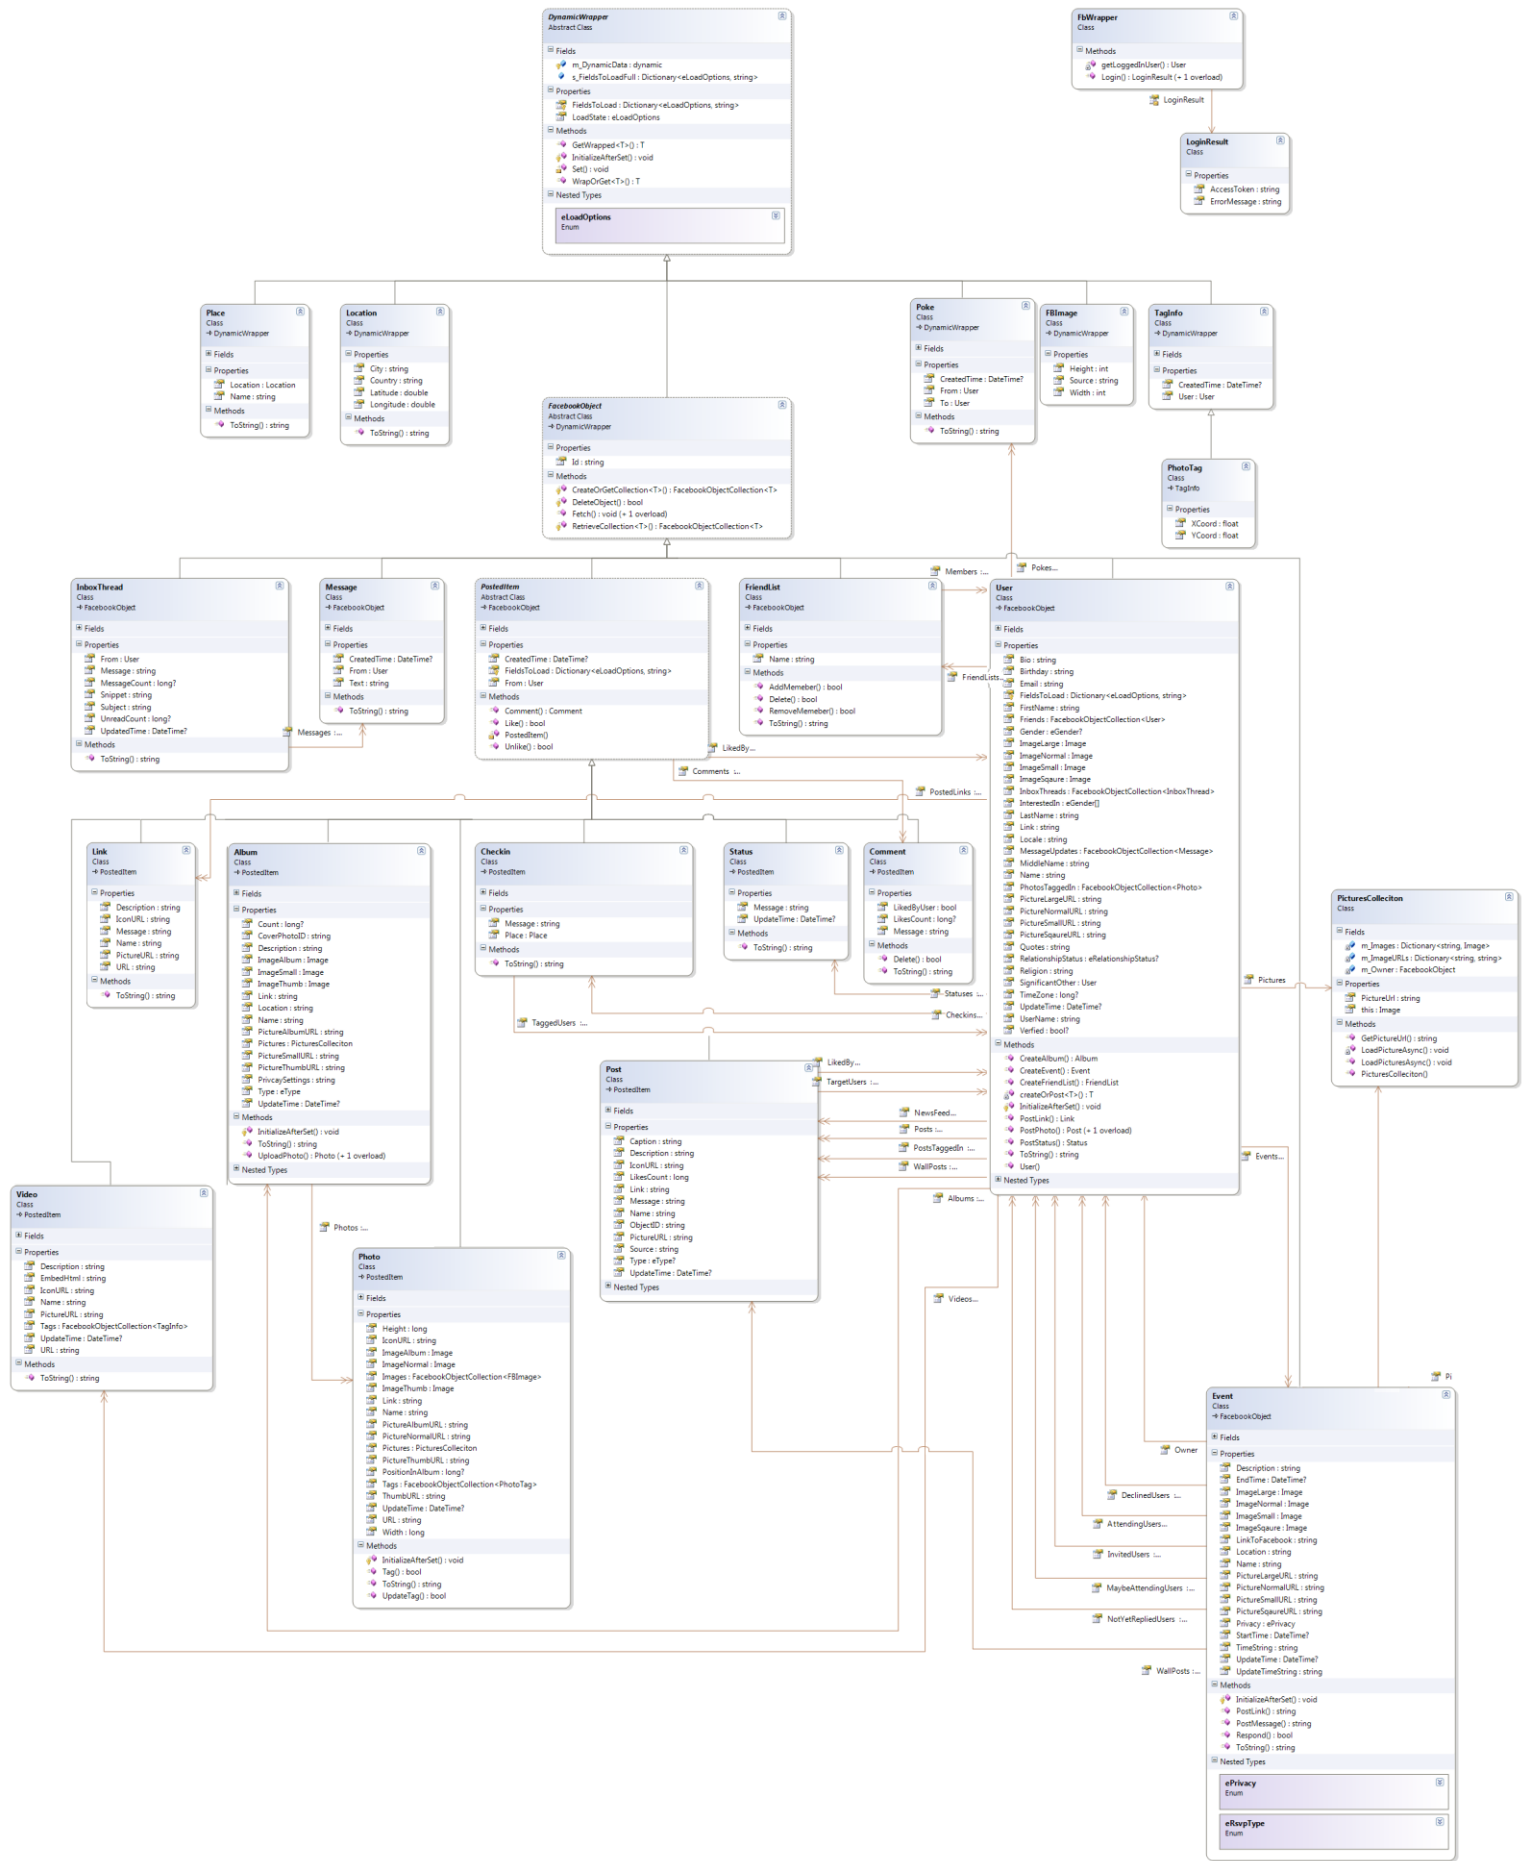 DynamicWrapper
Abstract Class
Fields
m_DynamicData : dynamic
s_FieldsToLoadFull : Dictionary<eLoadOptions, string>
Properties
FieldsToLoad : Dictionary<eLoadOptions, string>
LoadState : eLoadOptions
Methods
GetWrapped<T>() : T
InitializeAfterSet() : void
Set() : void
WrapOrGet<T>() : T
Nested Types
eLoadOptions
Enum
FbWrapper
Class
Methods
getLoggedInUser() : User
Login() : LoginResult (+ 1 overload)
LoginResult
LoginResult
Class
Properties
AccessToken : string
ErrorMessage : string
Place
Class
DynamicWrapper
Fields
Properties
Location : Location
Name : string
Methods
ToString() : string
Location
Class
DynamicWrapper
Properties
City : string
Country : string
Latitude : double
Longitude : double
Methods
ToString() : string
Poke
Class
DynamicWrapper
Fields
Properties
CreatedTime : DateTime?
From : User
To : User
Methods
ToString() : string
FBImage
Class
DynamicWrapper
Properties
Height : int
Source : string
Width : int
TagInfo
Class
DynamicWrapper
Fields
Properties
CreatedTime : DateTime?
User : User
FacebookObject
Abstract Class
DynamicWrapper
Properties
Id : string
Methods
CreateOrGetCollection<T>() : FacebookObjectCollection<T>
DeleteObject() : bool
Fetch() : void (+ 1 overload)
RetrieveCollection<T>() : FacebookObjectCollection<T>
PhotoTag
Class
TagInfo
Properties
XCoord : float
YCoord : float
InboxThread
Class
FacebookObject
Fields
Properties
From : User
Message : string
MessageCount : long?
Snippet : string
Subject : string
UnreadCount : long?
UpdatedTime : DateTime?
Methods
ToString() : string
Messages :...
Message
Class
FacebookObject
Fields
Properties
CreatedTime : DateTime?
From : User
Text : string
Methods
ToString() : string
PostedItem
Abstract Class
FacebookObject
Fields
Properties
CreatedTime : DateTime?
FieldsToLoad : Dictionary<eLoadOptions, string>
From : User
Methods
Comment() : Comment
Like() : bool
PostedItem()
Unlike() : bool
FriendList
Class
FacebookObject
Fields
Properties
Name : string
Methods
AddMemeber() : bool
Delete() : bool
RemoveMemeber() : bool
ToString() : string
Members :...
Pokes...
FriendLists...
LikedBy...
Comments :...
PostedLinks :...
User
Class
FacebookObject
Fields
Properties
Bio : string
Birthday : string
Email : string
FieldsToLoad : Dictionary<eLoadOptions, string>
FirstName : string
Friends : FacebookObjectCollection<User>
Gender : eGender?
ImageLarge : Image
ImageNormal : Image
ImageSmall : Image
ImageSqaure : Image
InboxThreads : FacebookObjectCollection<InboxThread>
InterestedIn : eGender[]
LastName : string
Link : string
Locale : string
MessageUpdates : FacebookObjectCollection<Message>
MiddleName : string
Name : string
PhotosTaggedIn : FacebookObjectCollection<Photo>
PictureLargeURL : string
PictureNormalURL : string
PictureSmallURL : string
PictureSqaureURL : string
Quotes : string
RelationshipStatus : eRelationshipStatus?
Religion : string
SignificantOther : User
TimeZone : long?
UpdateTime : DateTime?
UserName : string
Verfied : bool?
Methods
CreateAlbum() : Album
CreateEvent() : Event
CreateFriendList() : FriendList
createOrPost<T>() : T
InitializeAfterSet() : void
PostLink() : Link
PostPhoto() : Post (+ 1 overload)
PostStatus() : Status
ToString() : string
User()
Nested Types
Link
Class
PostedItem
Properties
Description : string
IconURL : string
Message : string
Name : string
PictureURL : string
URL : string
Methods
ToString() : string
Album
Class
PostedItem
Fields
Properties
Count : long?
CoverPhotoID : string
Description : string
ImageAlbum : Image
ImageSmall : Image
ImageThumb : Image
Link : string
Location : string
Name : string
PictureAlbumURL : string
Pictures : PicturesColleciton
PictureSmallURL : string
PictureThumbURL : string
PrivcaySettings : string
Type : eType
UpdateTime : DateTime?
Methods
InitializeAfterSet() : void
ToString() : string
UploadPhoto() : Photo (+ 1 overload)
Nested Types
Checkin
Class
PostedItem
Fields
Properties
Message : string
Place : Place
Methods
ToString() : string
Status
Class
PostedItem
Properties
Message : string
UpdateTime : DateTime?
Methods
ToString() : string
Comment
Class
PostedItem
Properties
LikedByUser : bool
LikesCount : long?
Message : string
Methods
Delete() : bool
ToString() : string
Statuses :...
Checkins...
TaggedUsers :...
Pictures
PicturesColleciton
Class
Fields
m_Images : Dictionary<string, Image>
m_ImageURLs : Dictionary<string, string>
m_Owner : FacebookObject
Properties
PictureUrl : string
this : Image
Methods
GetPictureUrl() : string
LoadPictureAsync() : void
LoadPicturesAsync() : void
PicturesColleciton()
Post
Class
PostedItem
Fields
Properties
Caption : string
Description : string
IconURL : string
LikesCount : long
Link : string
Message : string
Name : string
ObjectID : string
PictureURL : string
Source : string
Type : eType?
UpdateTime : DateTime?
Nested Types
LikedBy...
TargetUsers :...
NewsFeed...
Posts :...
PostsTaggedIn :...
WallPosts :...
Albums :...
Events...
Videos...
Photos :...
Video
Class
PostedItem
Fields
Properties
Description : string
EmbedHtml : string
IconURL : string
Name : string
PictureURL : string
Tags : FacebookObjectCollection<TagInfo>
UpdateTime : DateTime?
URL : string
Methods
ToString() : string
Photo
Class
PostedItem
Fields
Properties
Height : long
IconURL : string
ImageAlbum : Image
ImageNormal : Image
Images : FacebookObjectCollection<FBImage>
ImageThumb : Image
Link : string
Name : string
PictureAlbumURL : string
PictureNormalURL : string
Pictures : PicturesColleciton
PictureThumbURL : string
PositionInAlbum : long?
Tags : FacebookObjectCollection<PhotoTag>
ThumbURL : string
UpdateTime : DateTime?
URL : string
Width : long
Methods
InitializeAfterSet() : void
Tag() : bool
ToString() : string
UpdateTag() : bool
Pi
Owner
DeclinedUsers :...
AttendingUsers...
InvitedUsers :...
MaybeAttendingUsers :...
NotYetRepliedUsers :...
WallPosts :...
Event
Class
FacebookObject
Fields
Properties
Description : string
EndTime : DateTime?
ImageLarge : Image
ImageNormal : Image
ImageSmall : Image
ImageSqaure : Image
LinkToFacebook : string
Location : string
Name : string
PictureLargeURL : string
PictureNormalURL : string
PictureSmallURL : string
PictureSqaureURL : string
Privacy : ePrivacy
StartTime : DateTime?
TimeString : string
UpdateTime : DateTime?
UpdateTimeString : string
Methods
InitializeAfterSet() : void
PostLink() : string
PostMessage() : string
Respond() : bool
ToString() : string
Nested Types
ePrivacy
Enum
eRsvpType
Enum